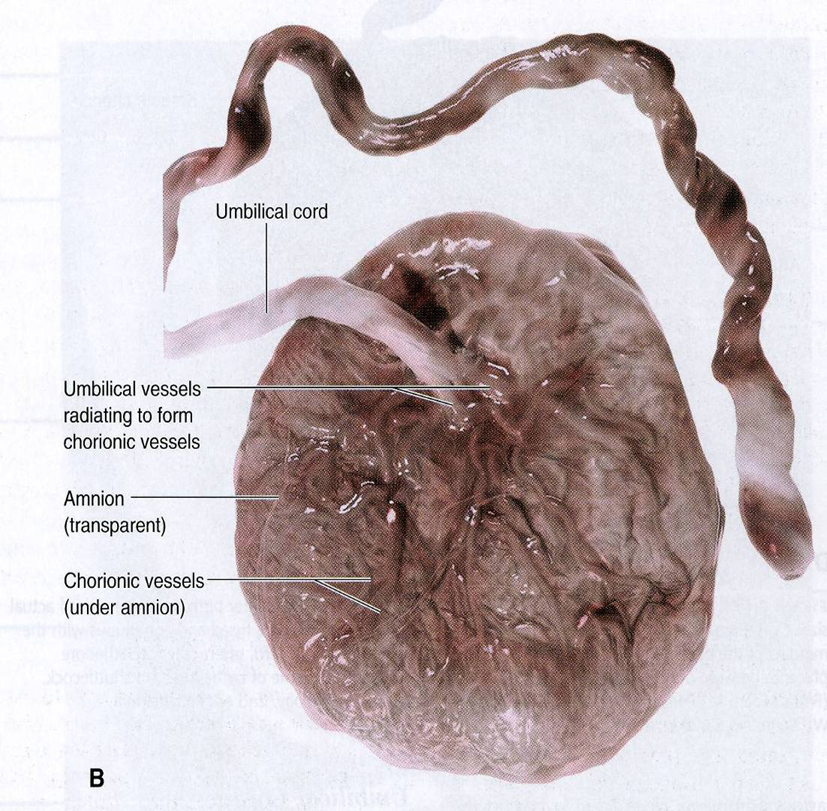 Umbilical cord
Umbilical vessels
radiating to form
chorionic vessels
Amnion
(transparent)
Chorionic vessels
(under amnion)
B